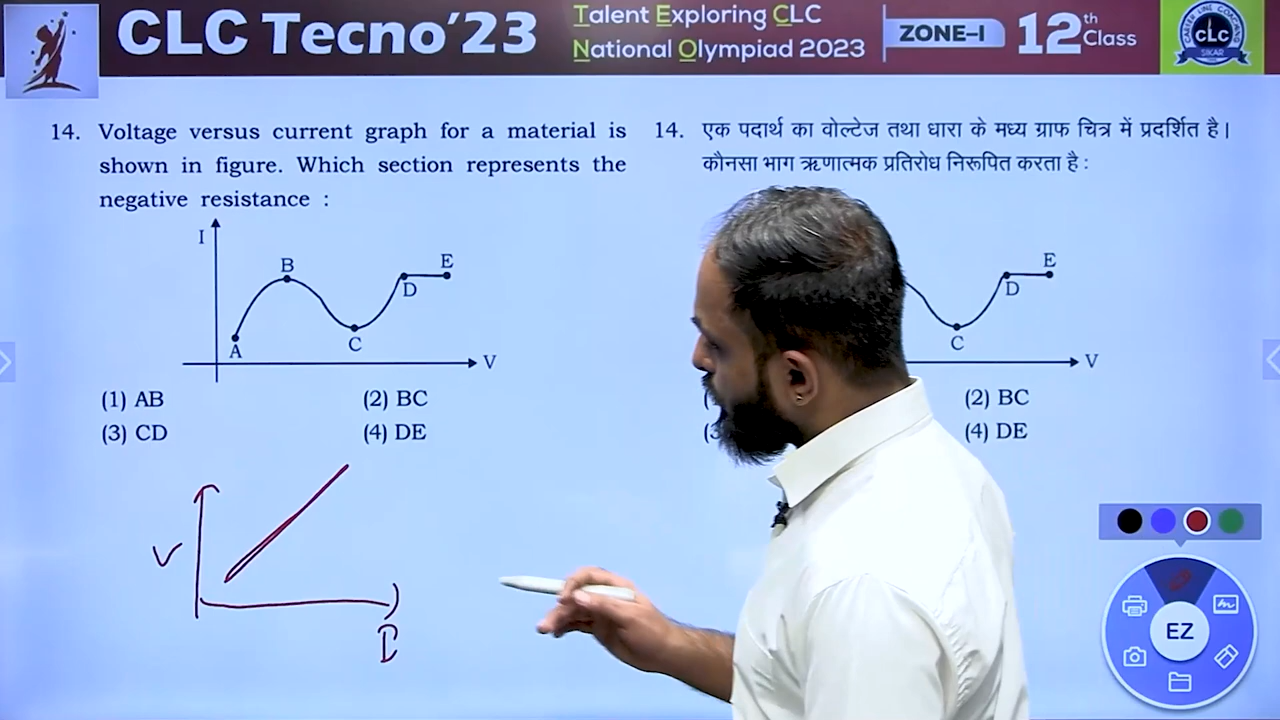 CLC Tecno'23
Talent Exploring CLC
National Olympiad 2023
ZONE-I
12th Class
CLC
SIKAR
14. Voltage versus current graph for a material is
shown in figure. Which section represents the
negative resistance :
I
B
E
D
A
C
V
(1) AB
(2) BC
(3) CD
(4) DE
V
I
14. एक पदार्थ का वोल्टेज तथा धारा के मध्य ग्राफ चित्र में प्रदर्शित है।
कौनसा भाग ऋणात्मक प्रतिरोध निरूपित करता है :
E
D
C
V
(2) BC
(4) DE
EZ